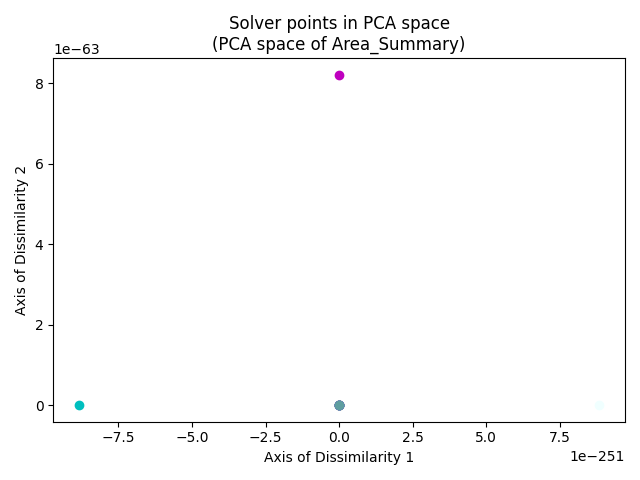 Solver points in PCA space
(PCA space of Area_Summary)
1e−63
8
6
4
2
0
Axis of Dissimilarity 2
−7.5
−5.0
−2.5
0.0
2.5
5.0
7.5
1e−251
Axis of Dissimilarity 1